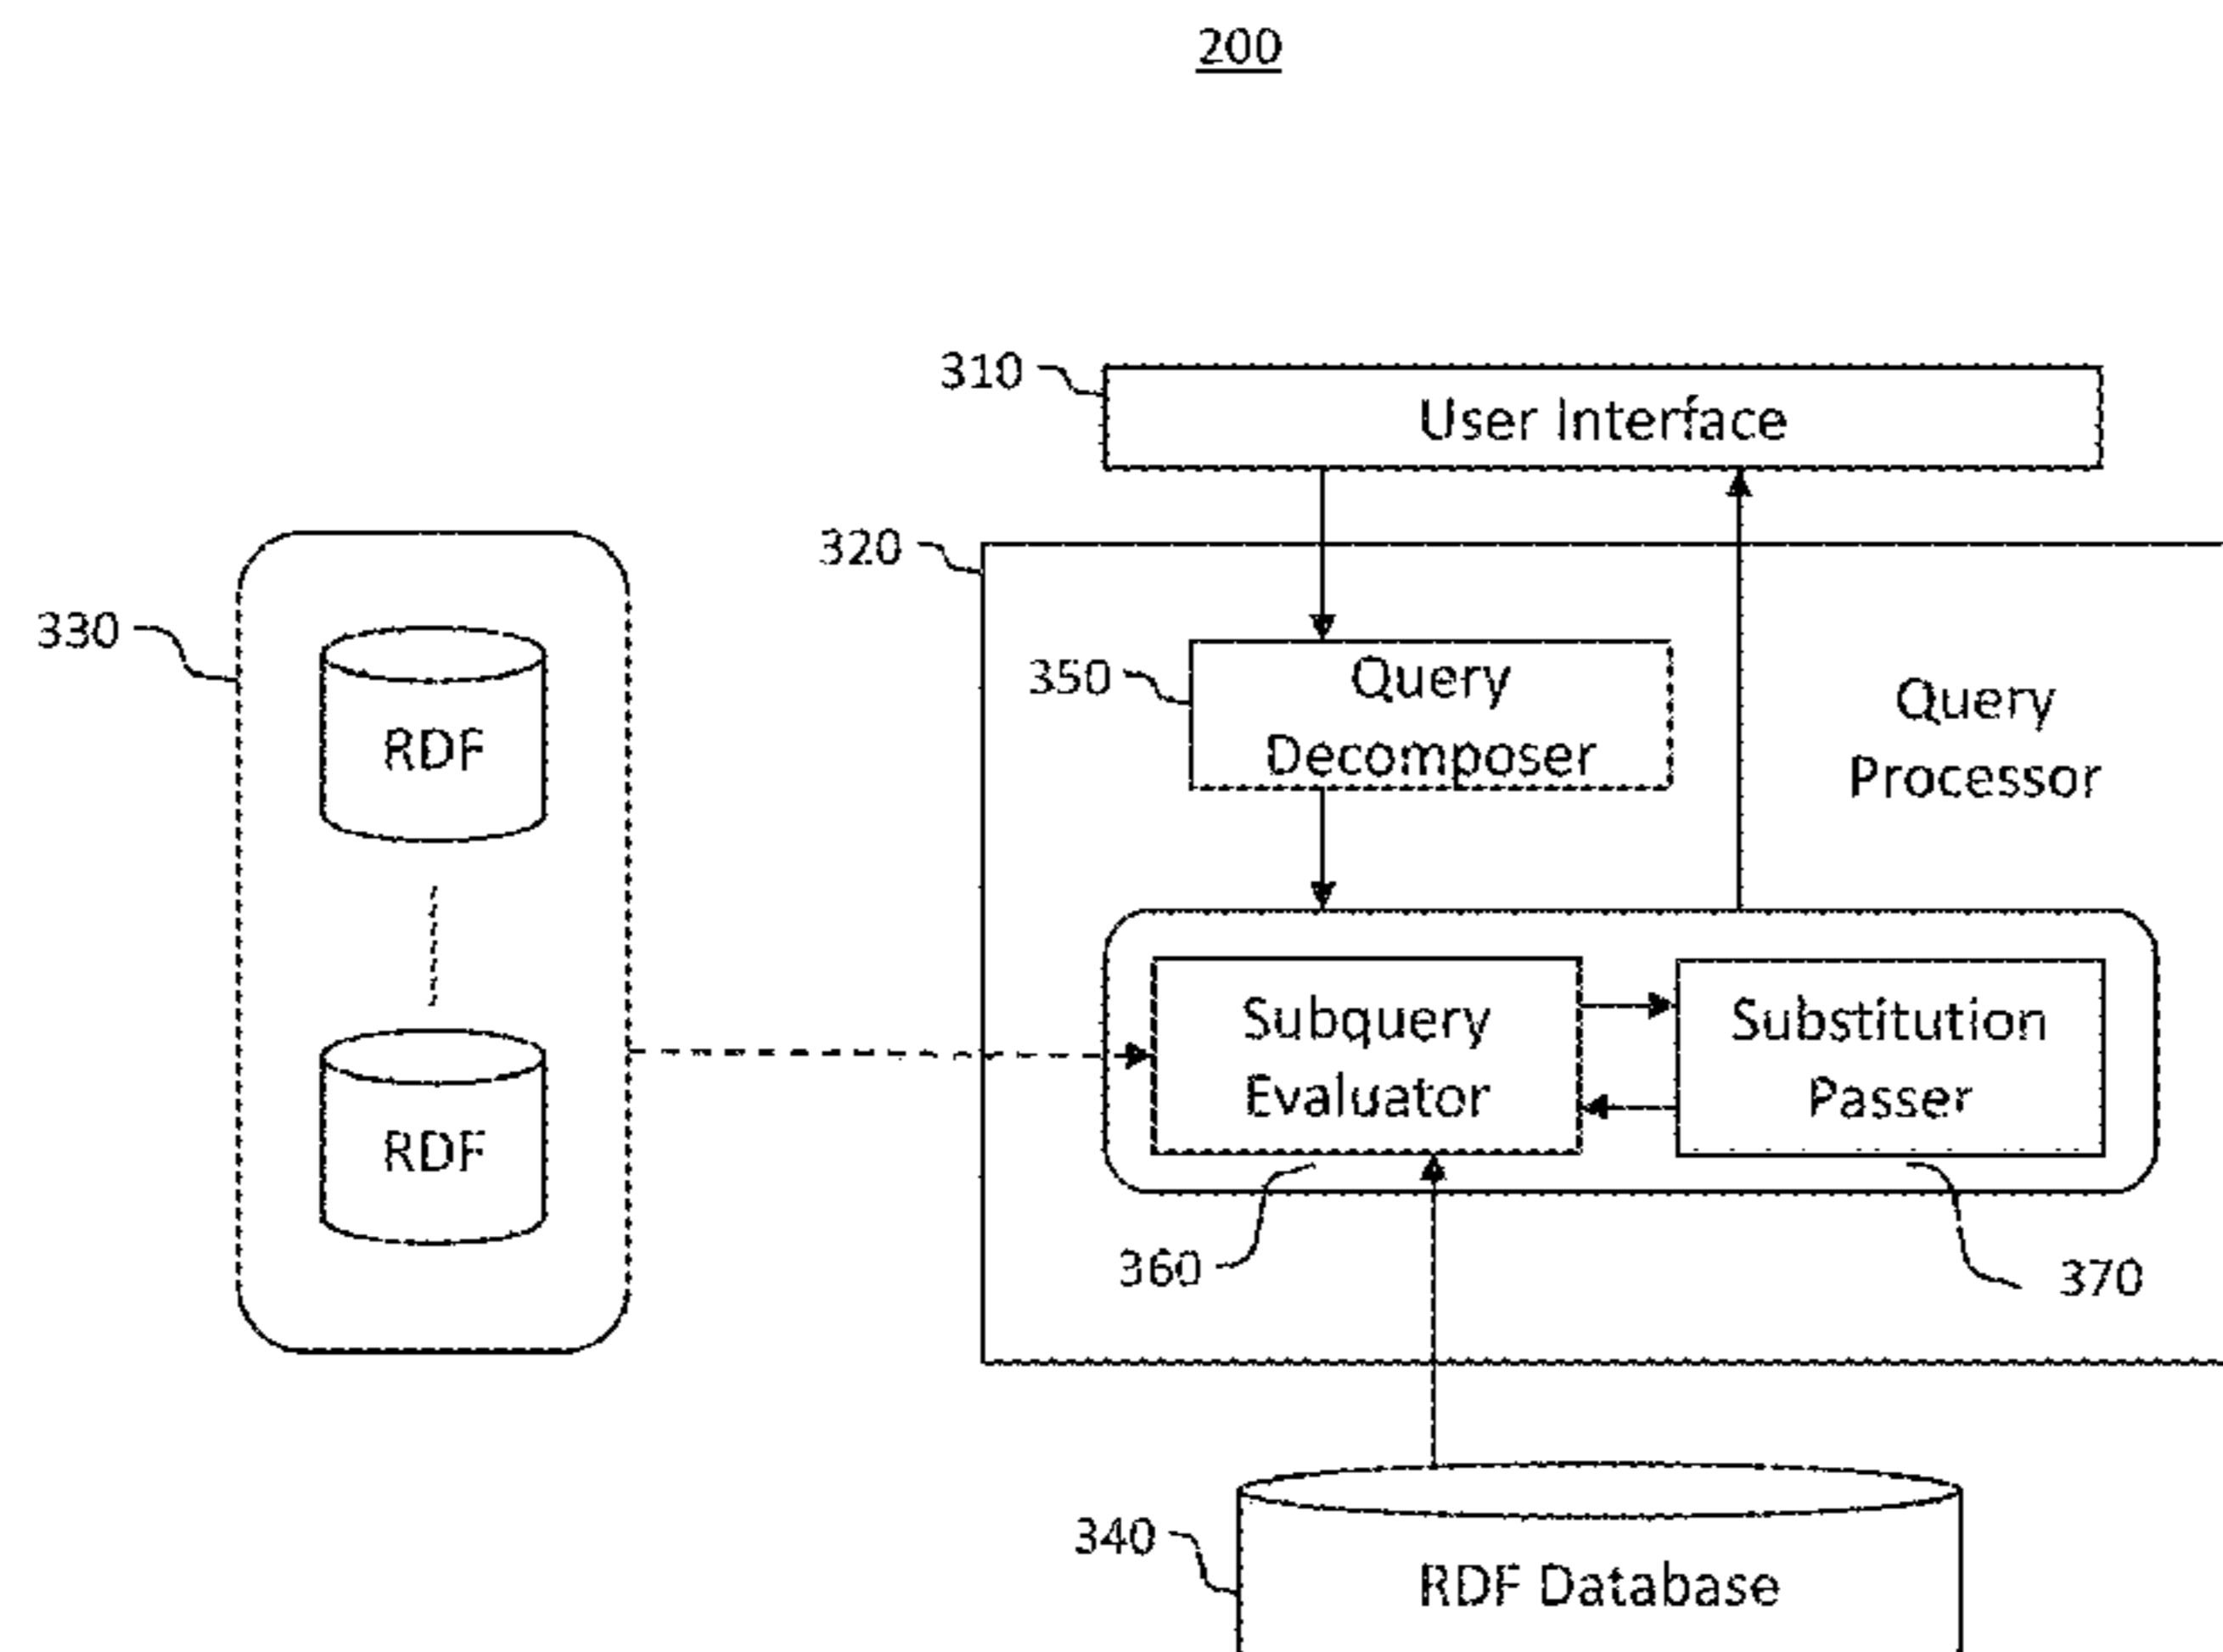 200
310
User Interface
320
330
RDF
350
Query
Decomposer
Query
Processor
Subquery
Evaluator
Substitution
Passer
RDF
360
370
340
RDF Database